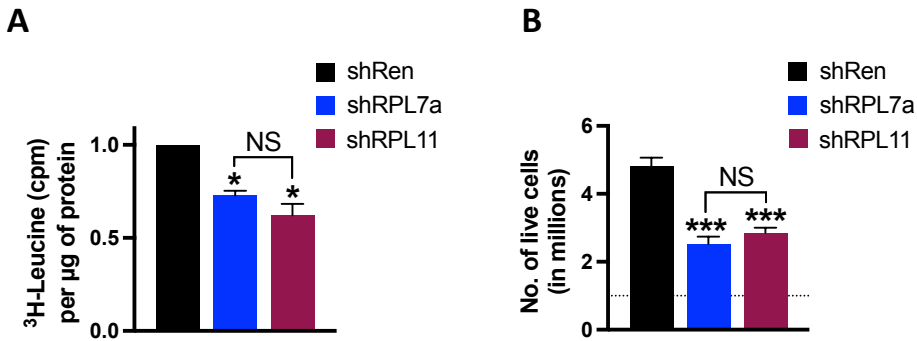 A
shRen
shRPL7a
shRPL11
³H-Leucine (cpm)
per μg of protein
1.0
0.5
0.0
NS
*
*
B
shRen
shRPL7a
shRPL11
No. of live cells
(in millions)
6
4
2
0
NS
***
***